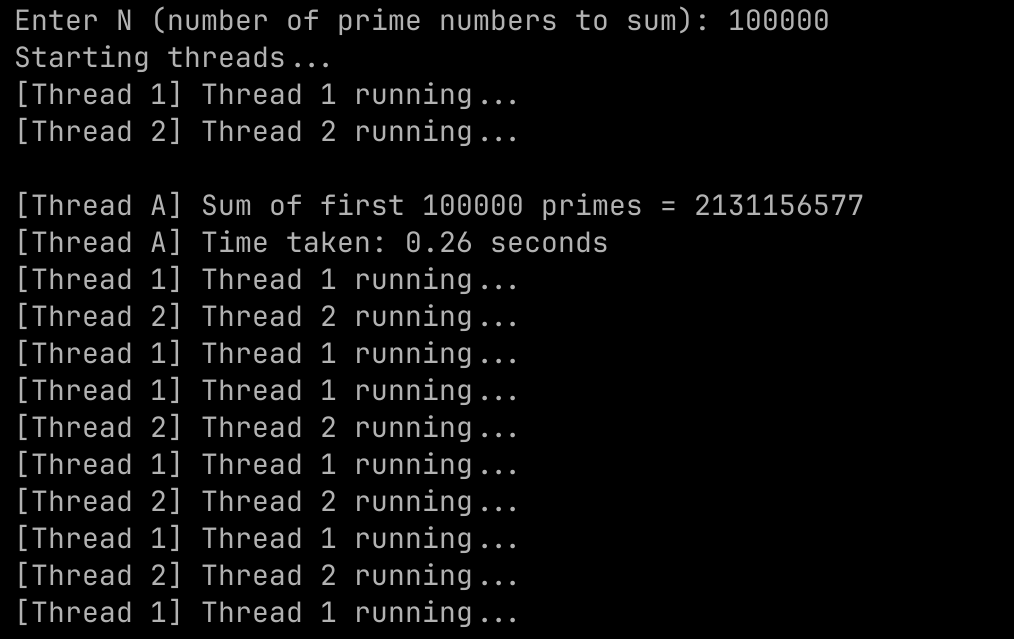 Enter N (number of prime numbers to sum): 100000
Starting threads...
[Thread 1] Thread 1 running...
[Thread 2] Thread 2 running...
[Thread A] Sum of first 100000 primes = 2131156577
[Thread A] Time taken: 0.26 seconds
[Thread 1] Thread 1 running...
[Thread 2] Thread 2 running...
[Thread 1] Thread 1 running...
[Thread 1] Thread 1 running...
[Thread 2] Thread 2 running...
[Thread 1] Thread 1 running...
[Thread 2] Thread 2 running...
[Thread 1] Thread 1 running...
[Thread 2] Thread 2 running...
[Thread 1] Thread 1 running...